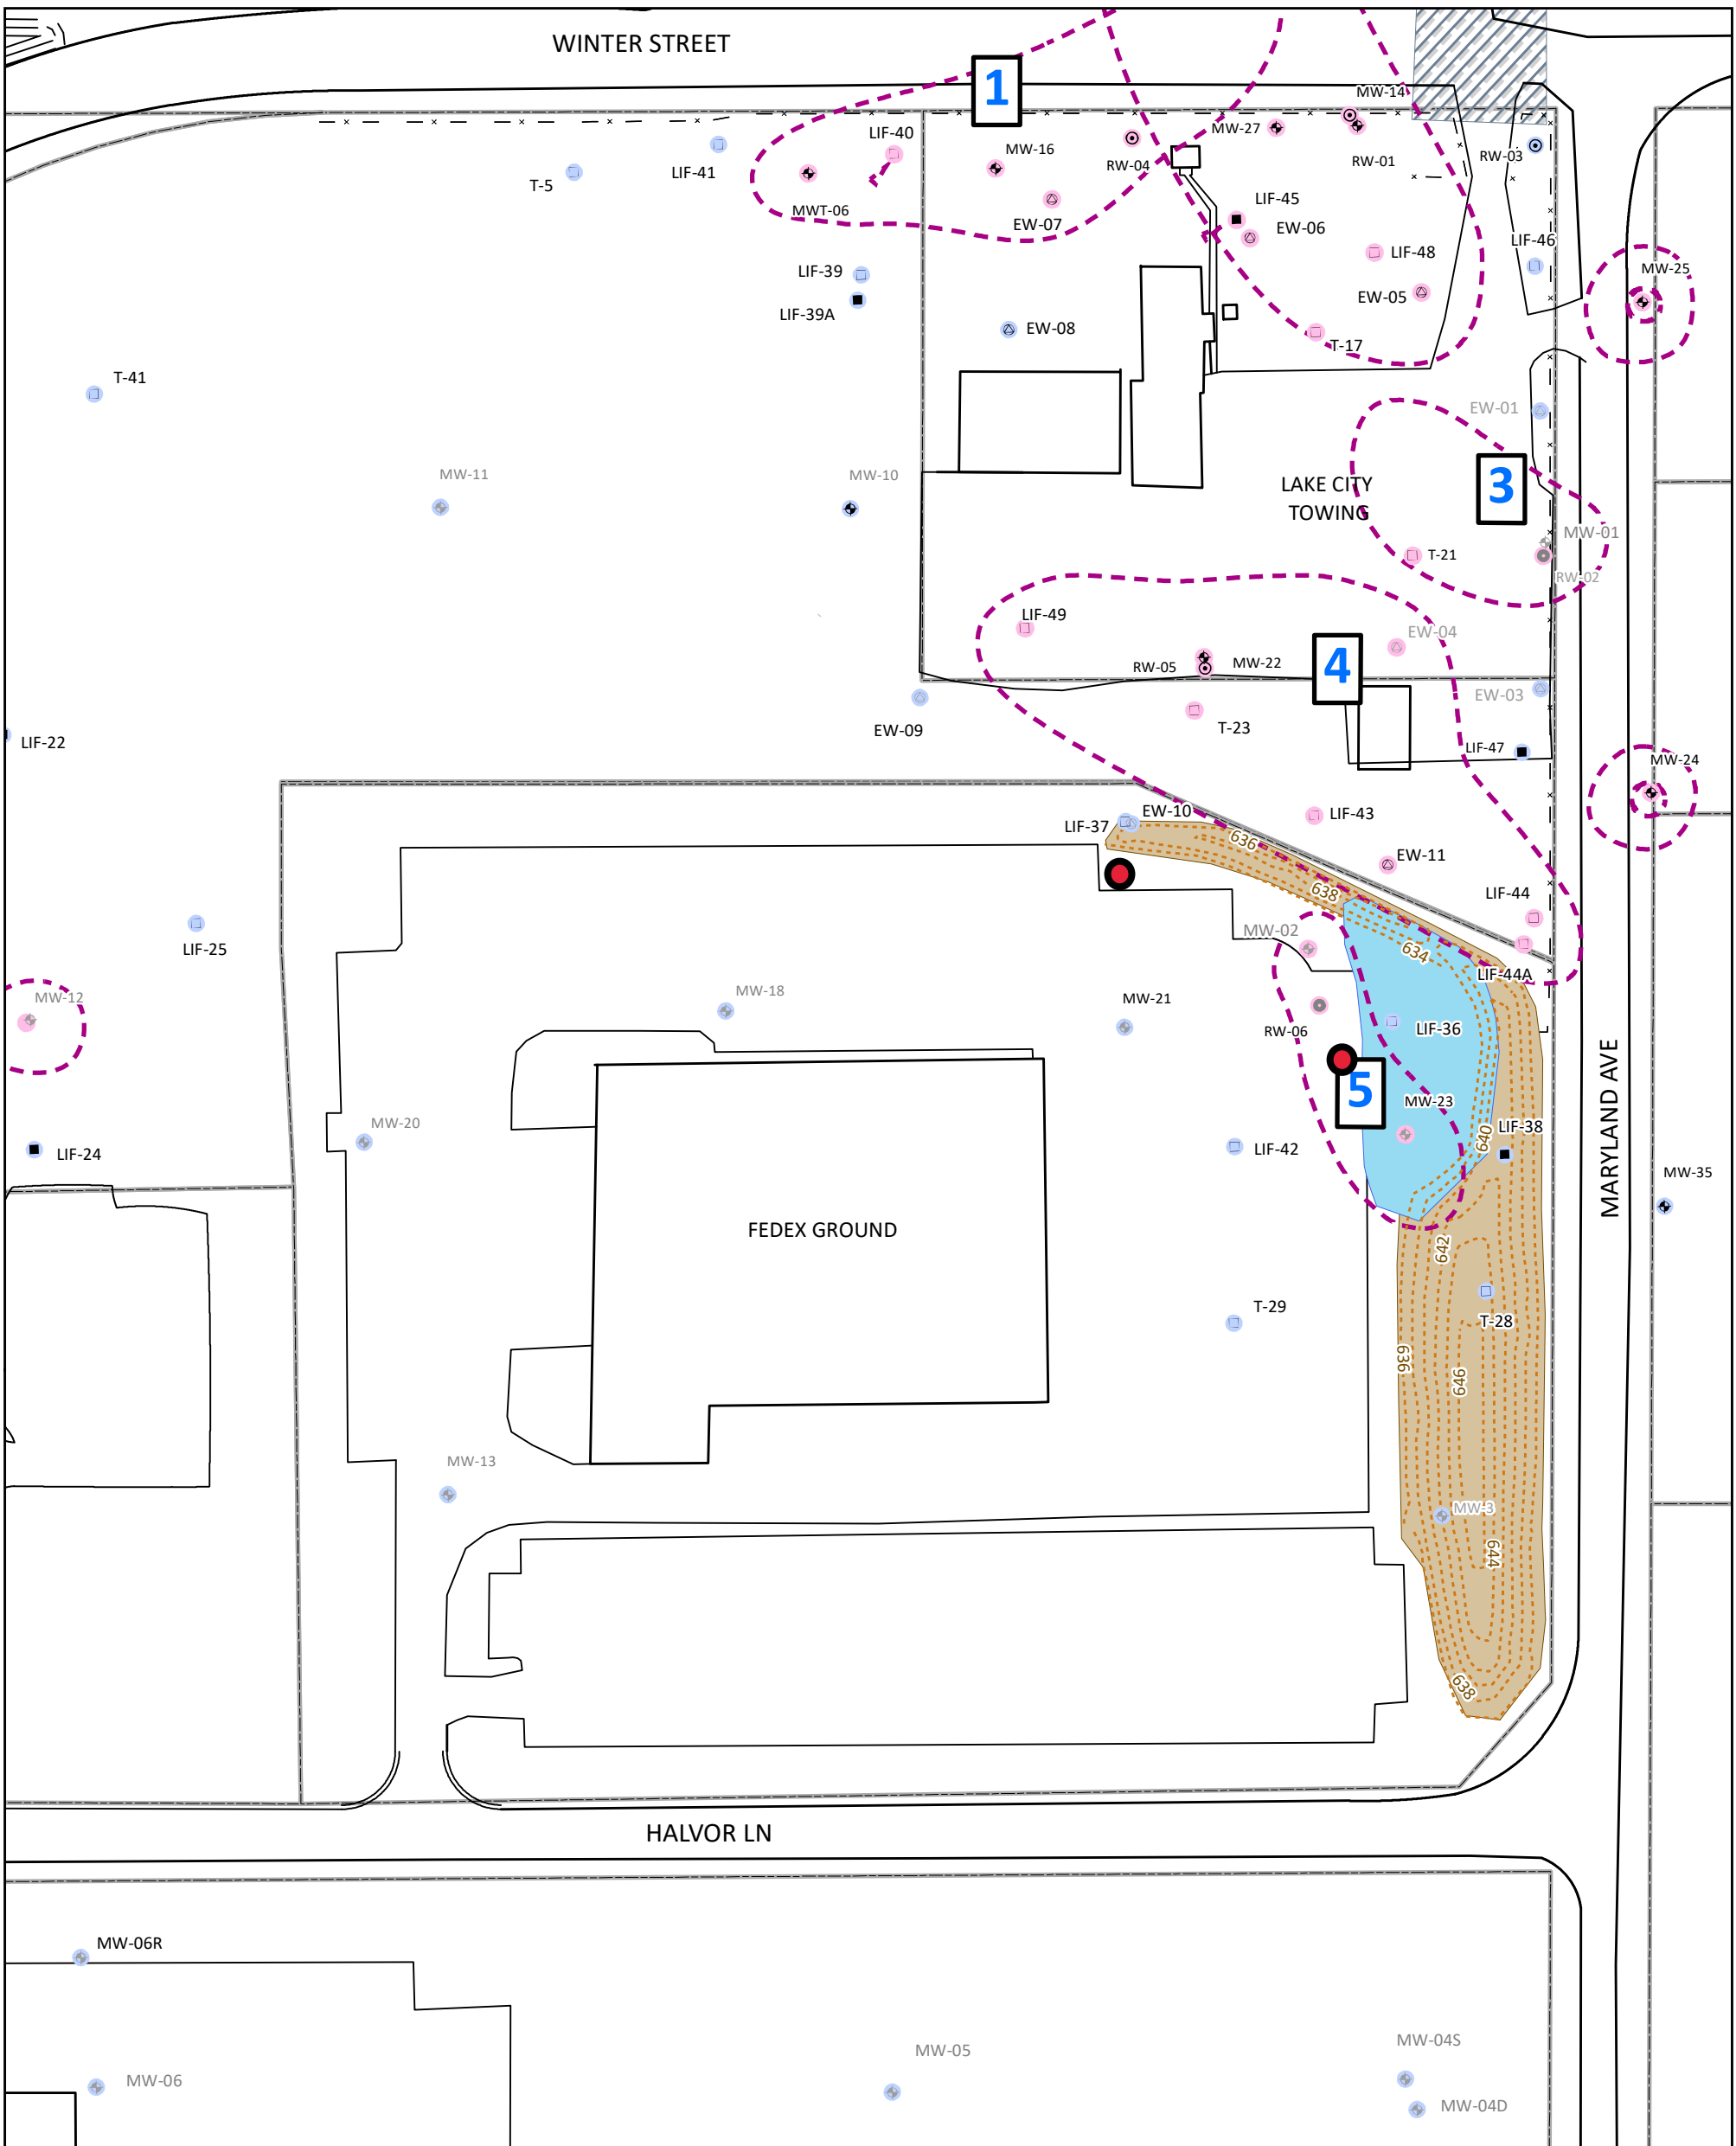 WINTER STREET
1
MW-14
LIF-40
MW-27
LIF-41
MW-16
RW-04
RW-01
RW-03
T-5
MWT-06
EW-07
LIF-45
EW-06
LIF-46
LIF-48
MW-25
LIF-39
EW-05
LIF-39A
EW-08
T-17
T-41
EW-01
MW-11
MW-10
LAKE CITY
TOWING
3
MW-01
T-21
RW-02
LIF-49
EW-04
RW-05
MW-22
4
EW-03
T-23
EW-09
LIF-22
LIF-47
MW-24
EW-10
LIF-37
LIF-43
636
EW-11
638
LIF-44
MW-02
634
LIF-25
LIF-44A
MW-12
MW-18
MW-21
RW-06
LIF-36
5
MW-23
MARYLAND AVE
MW-20
LIF-38
640
LIF-24
LIF-42
MW-35
FEDEX GROUND
642
T-29
T-28
636
646
MW-13
MW-3
644
638
HALVOR LN
MW-06R
MW-05
MW-04S
MW-06
MW-04D